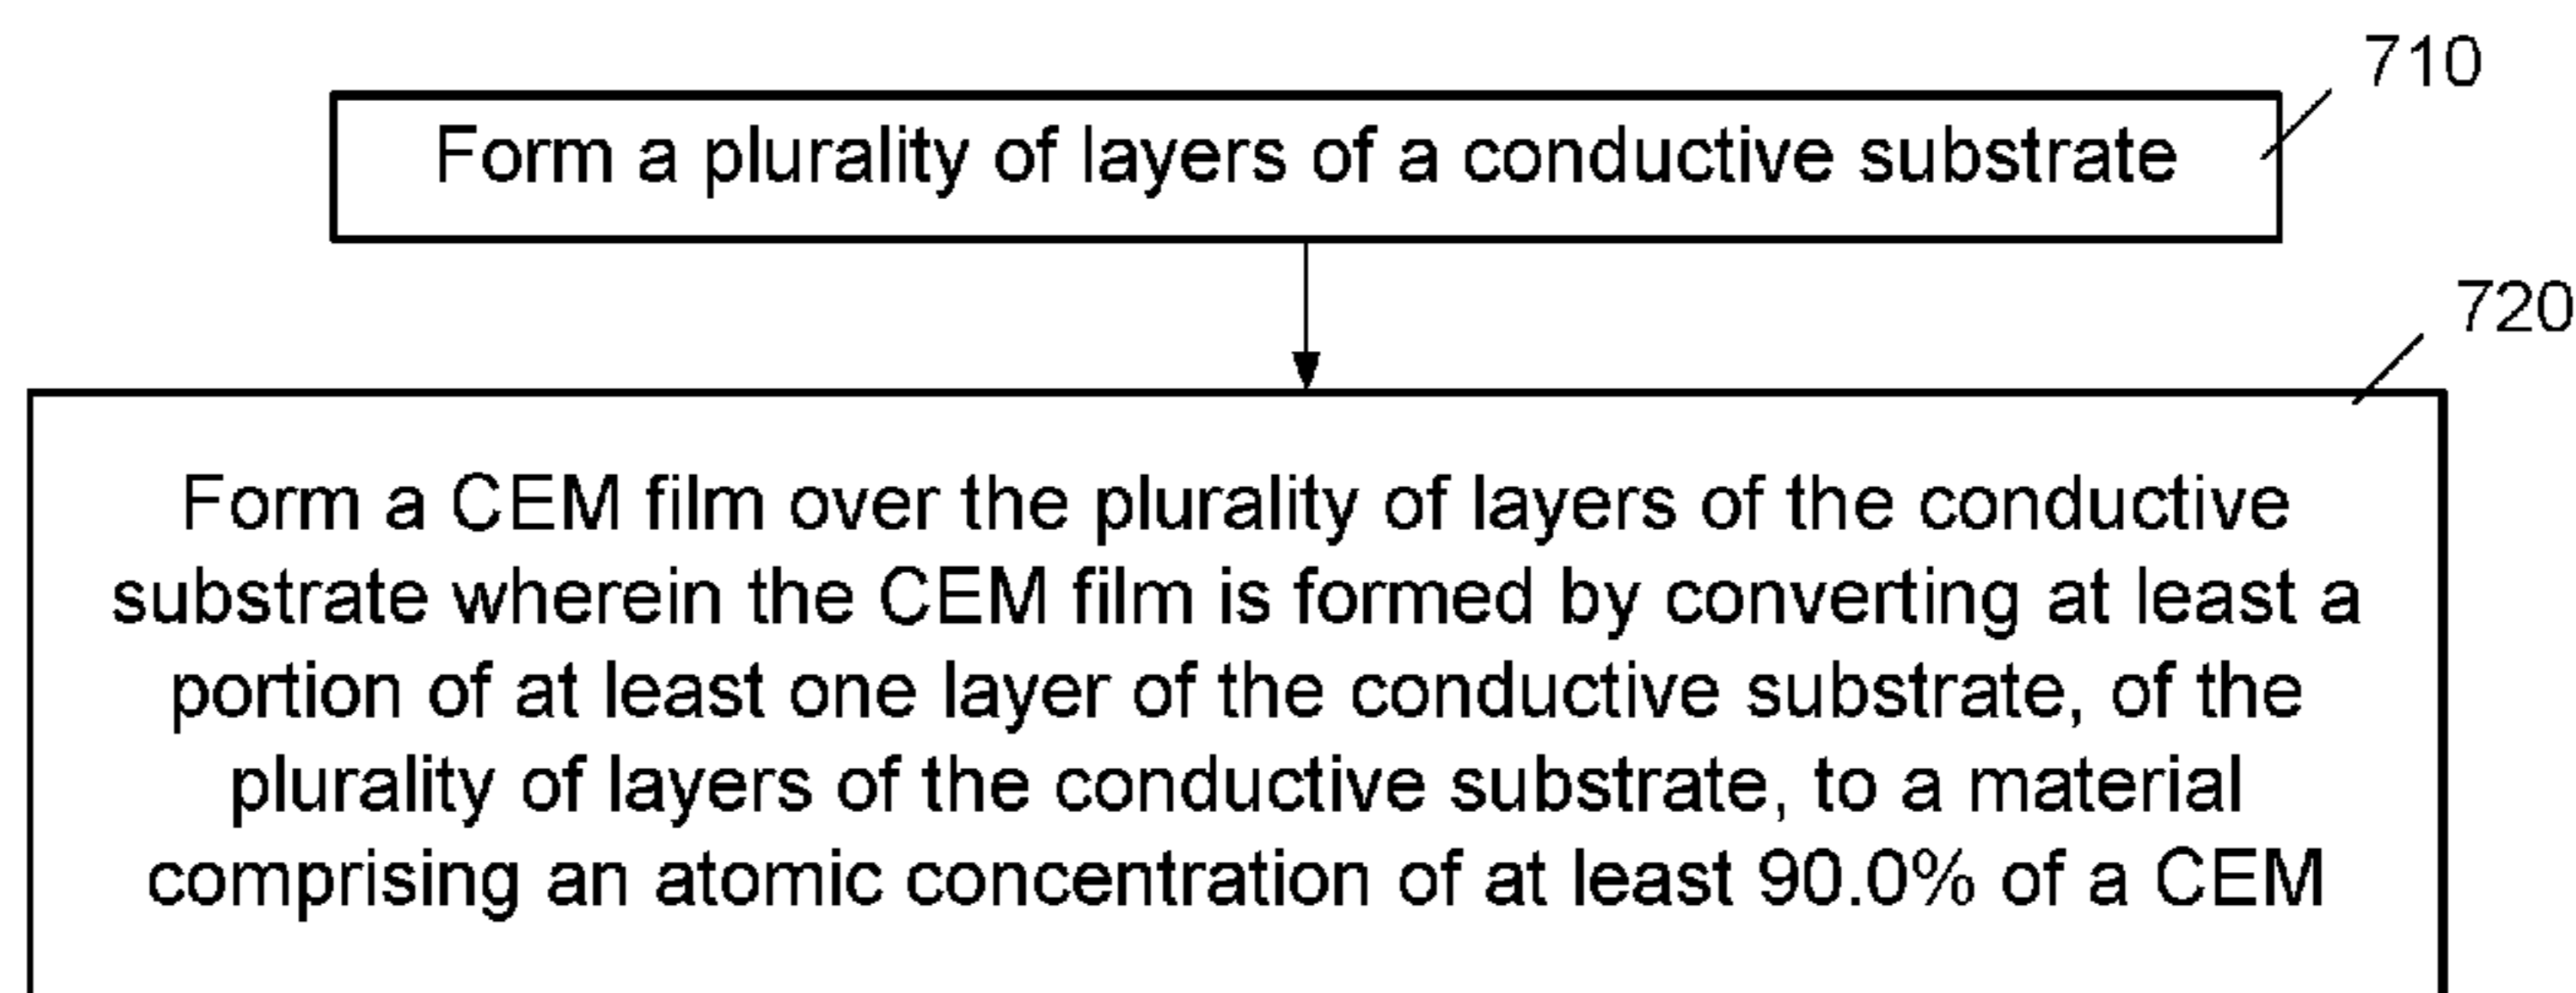 710
Form a plurality of layers of a conductive substrate
720
Form a CEM film over the plurality of layers of the conductive
substrate wherein the CEM film is formed by converting at least a
portion of at least one layer of the conductive substrate, of the
plurality of layers of the conductive substrate, to a material
comprising an atomic concentration of at least 90.0% of a CEM